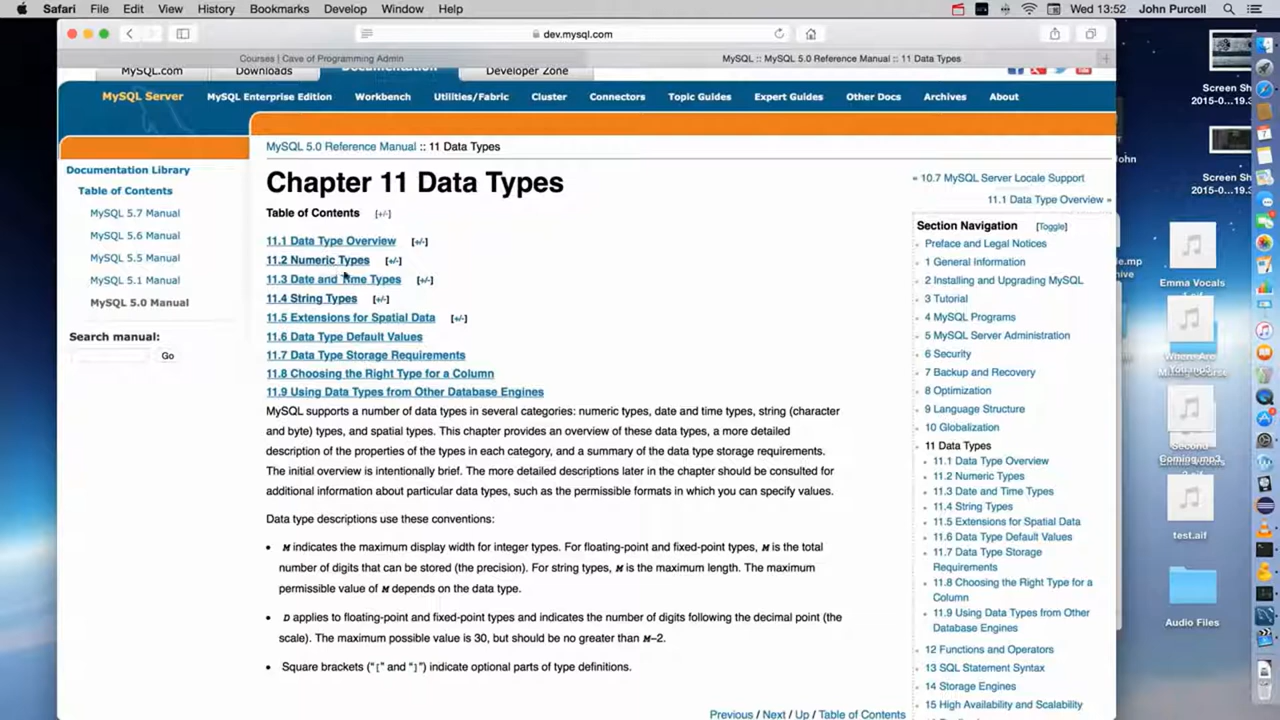 Safari File Edit View History Bookmarks Develop Window Help Wed 13:52 John Purcell
dev.mysql.com
Courses | Cave of Programming Admin
MySQL :: MySQL 5.0 Reference Manual :: 11 Data Types
MySQL.com Downloads Documentation Developer Zone
MySQL Server MySQL Enterprise Edition Workbench Utilities/Fabric Cluster Connectors Topic Guides Expert Guides Other Docs Archives About
Documentation Library
Table of Contents
MySQL 5.7 Manual
MySQL 5.6 Manual
MySQL 5.5 Manual
MySQL 5.1 Manual
MySQL 5.0 Manual
Search manual:
Go
MySQL 5.0 Reference Manual :: 11 Data Types
Chapter 11 Data Types
Table of Contents [+/-]
11.1 Data Type Overview [+/-]
11.2 Numeric Types [+/-]
11.3 Date and Time Types [+/-]
11.4 String Types [+/-]
11.5 Extensions for Spatial Data [+/-]
11.6 Data Type Default Values
11.7 Data Type Storage Requirements
11.8 Choosing the Right Type for a Column
11.9 Using Data Types from Other Database Engines
MySQL supports a number of data types in several categories: numeric types, date and time types, string (character
and byte) types, and spatial types. This chapter provides an overview of these data types, a more detailed
description of the properties of the types in each category, and a summary of the data type storage requirements.
The initial overview is intentionally brief. The more detailed descriptions later in the chapter should be consulted for
additional information about particular data types, such as the permissible formats in which you can specify values.
Data type descriptions use these conventions:
• M indicates the maximum display width for integer types. For floating-point and fixed-point types, M is the total
number of digits that can be stored (the precision). For string types, M is the maximum length. The maximum
permissible value of M depends on the data type.
• D applies to floating-point and fixed-point types and indicates the number of digits following the decimal point (the
scale). The maximum possible value is 30, but should be no greater than M−2.
• Square brackets (“[” and “]”) indicate optional parts of type definitions.
Previous / Next / Up / Table of Contents
« 10.7 MySQL Server Locale Support
11.1 Data Type Overview »
Section Navigation [Toggle]
Preface and Legal Notices
1 General Information
2 Installing and Upgrading MySQL
3 Tutorial
4 MySQL Programs
5 MySQL Server Administration
6 Security
7 Backup and Recovery
8 Optimization
9 Language Structure
10 Globalization
11 Data Types
11.1 Data Type Overview
11.2 Numeric Types
11.3 Date and Time Types
11.4 String Types
11.5 Extensions for Spatial Data
11.6 Data Type Default Values
11.7 Data Type Storage
Requirements
11.8 Choosing the Right Type for a
Column
11.9 Using Data Types from Other
Database Engines
12 Functions and Operators
13 SQL Statement Syntax
14 Storage Engines
15 High Availability and Scalability
Screen Sh
2015-0...19.3
Screen Sh
2015-0...19.
Emma Vocals
Where Are
You.mp3
Second
Coming.mp3
test.aif
Audio Files